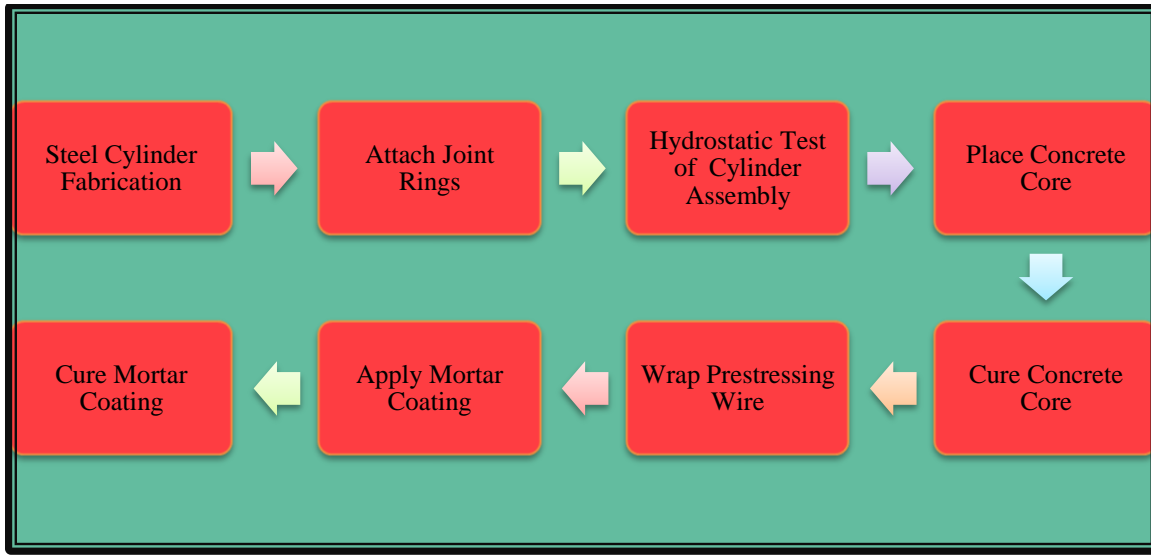 Steel Cylinder
Fabrication
Attach Joint
Rings
Hydrostatic Test
of Cylinder
Assembly
Place Concrete
Core
Cure Concrete
Core
Wrap Prestressing
Wire
Apply Mortar
Coating
Cure Mortar
Coating